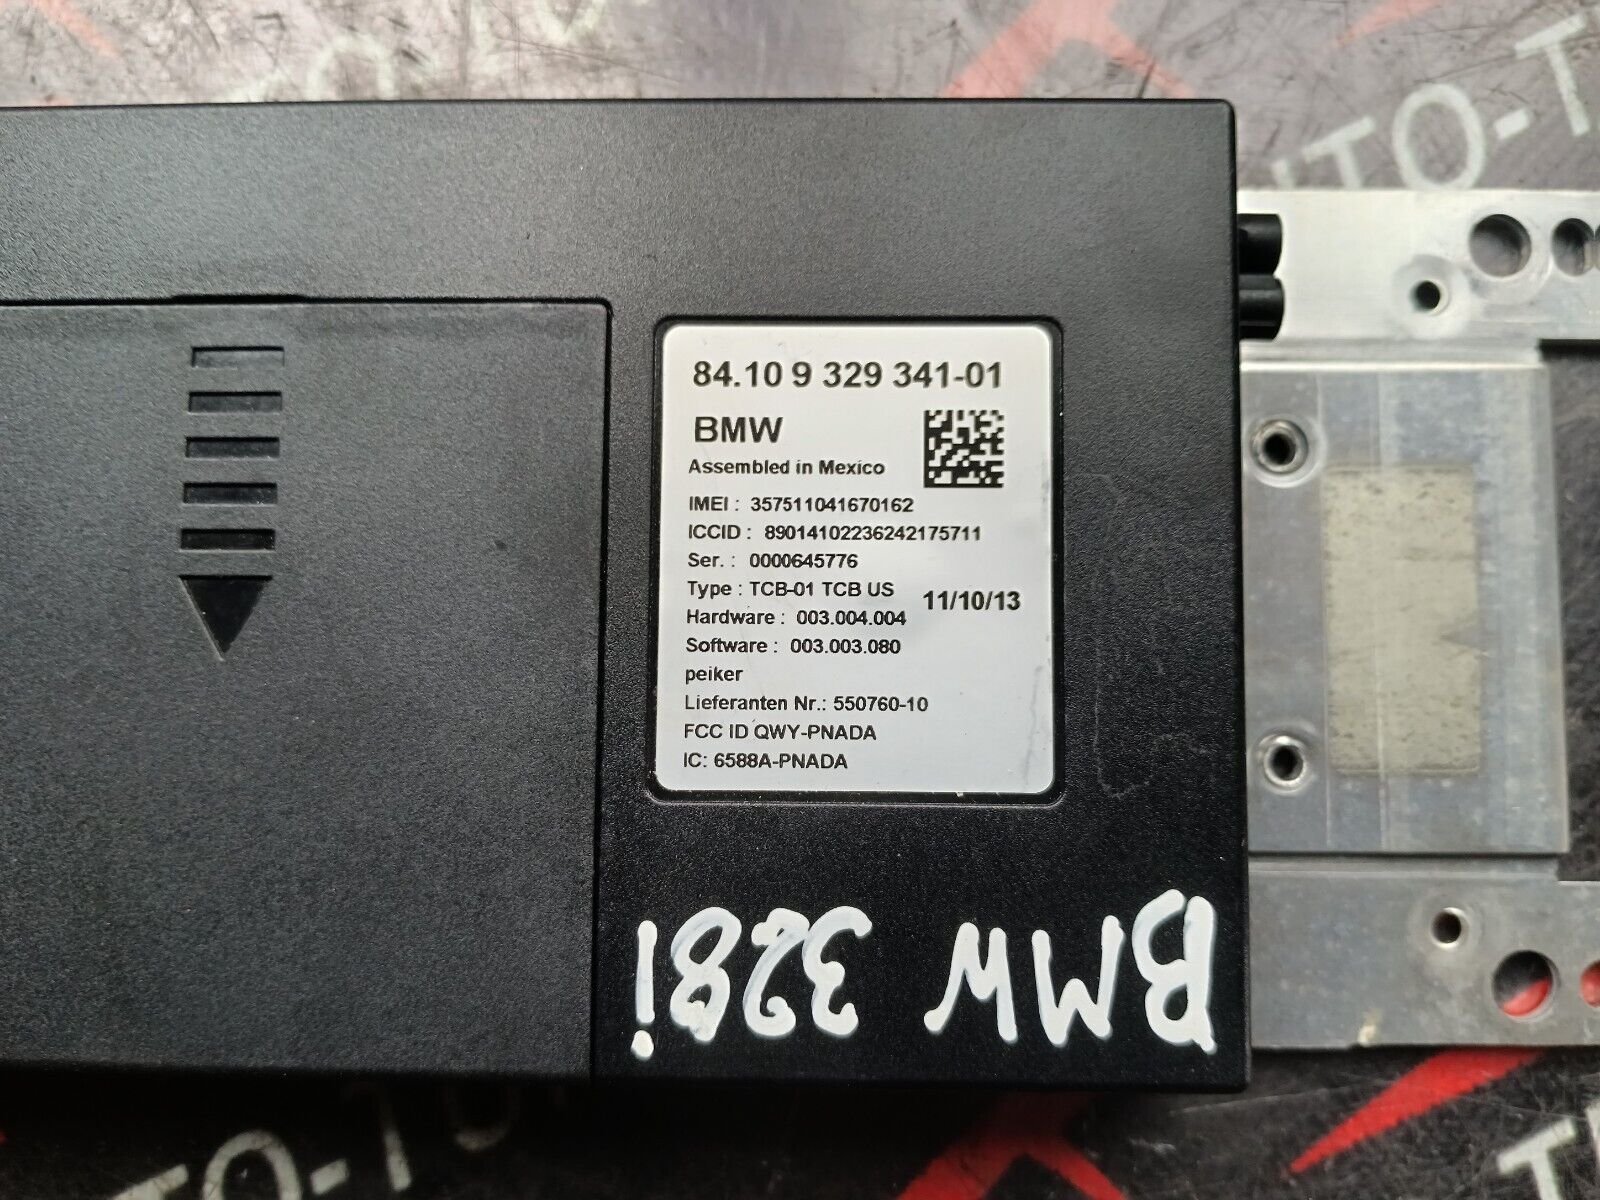 84.10 9 329 341-01
BMW
Assembled in Mexico
IMEI : 357511041670162
ICCID : 89014102236242175711
Ser. : 0000645776
Type : TCB-01 TCB US
11/10/13
Hardware : 003.004.004
Software : 003.003.080
peiker
Lieferanten Nr.: 550760-10
FCC ID QWY-PNADA
IC: 6588A-PNADA
BMW 328i